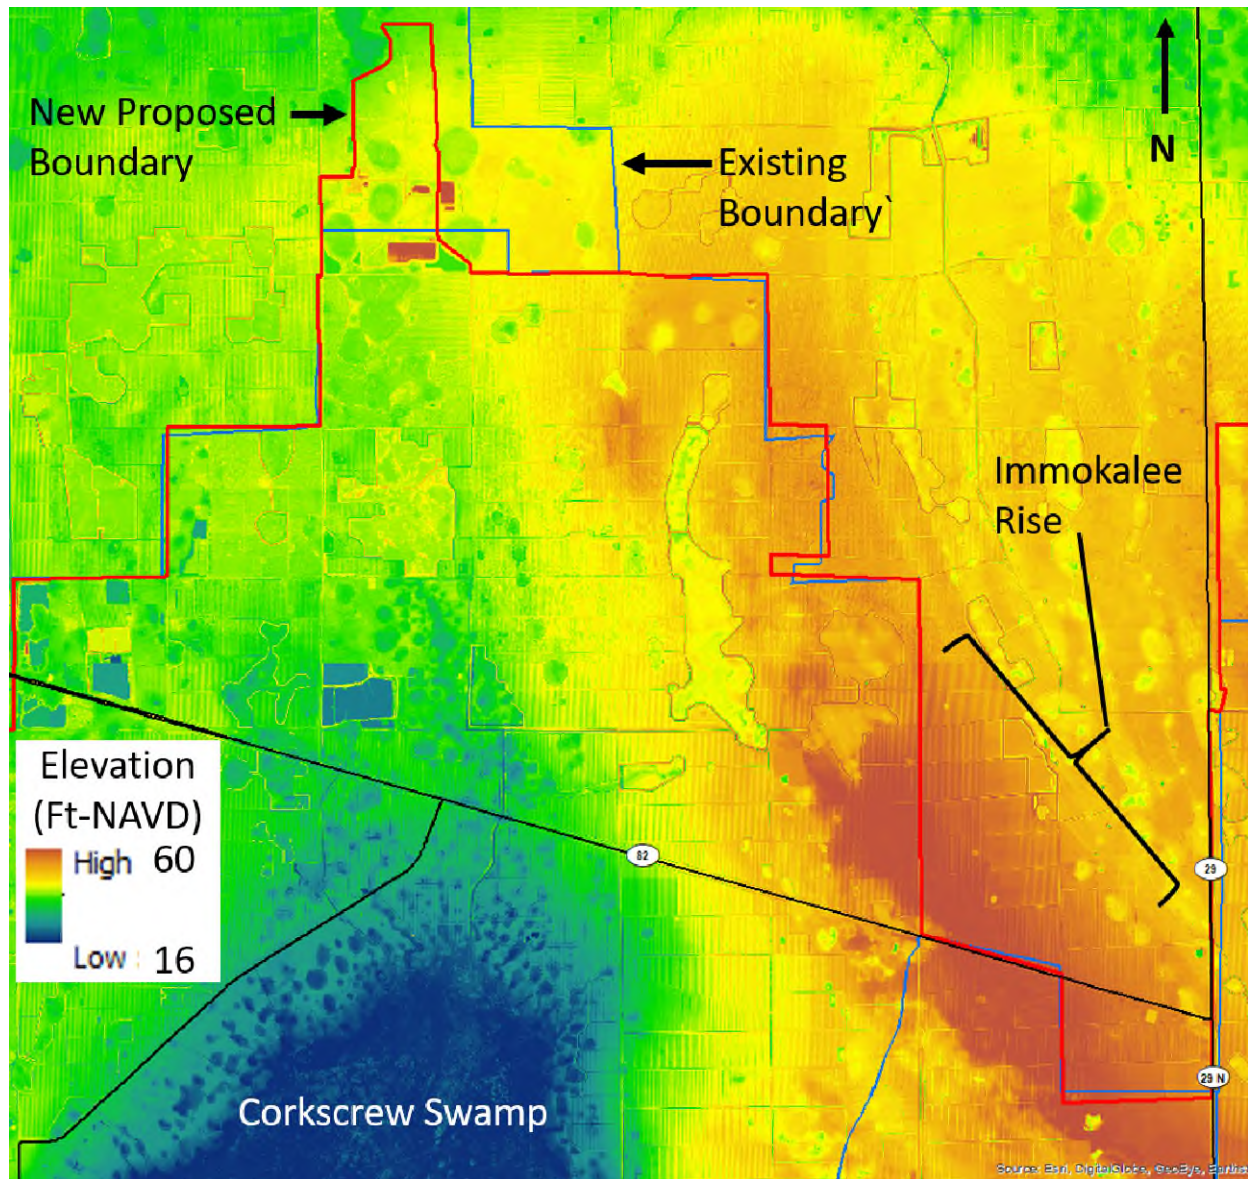 New Proposed
Boundary
N
Existing
Boundary`
Immokalee
Rise
Elevation
(Ft-NAVD)
High 60
Low 16
82
29
29 N
Corkscrew Swamp
Source: Esri, DigitalGlobe, GeoEye,